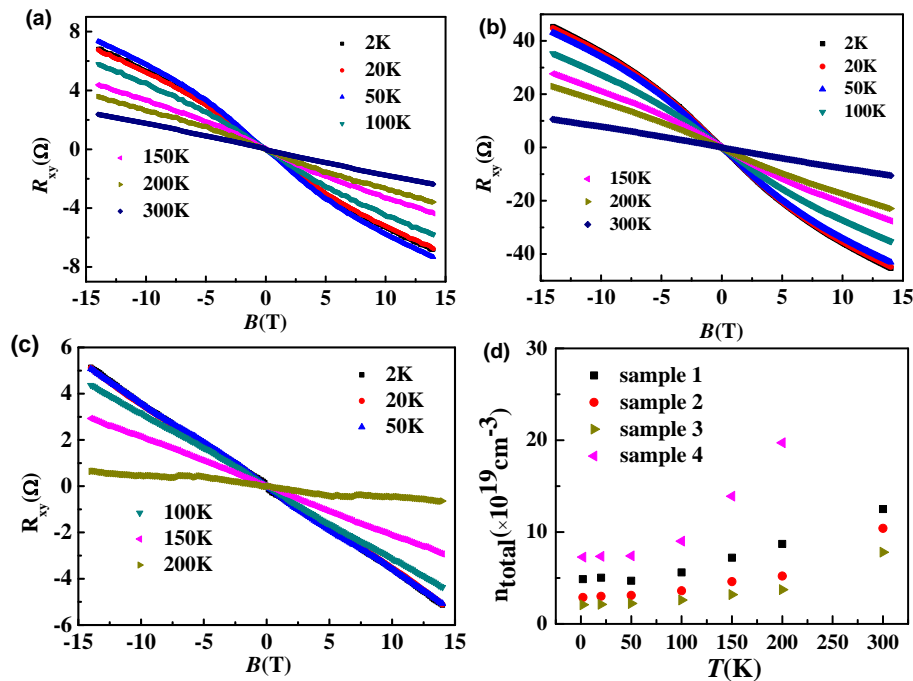 (a)
8
4
0
-4
-8
R_xy(Ω)
2K
20K
50K
100K
150K
200K
300K
-15 -10 -5 0 5 10 15
B(T)
(b)
40
20
0
-20
-40
R_xy(Ω)
2K
20K
50K
100K
150K
200K
300K
-15 -10 -5 0 5 10 15
B(T)
(c)
6
4
2
0
-2
-4
-6
R_xy(Ω)
2K
20K
50K
100K
150K
200K
-15 -10 -5 0 5 10 15
B(T)
(d)
30
20
10
0
n_total(×10^19cm^-3)
sample 1
sample 2
sample 3
sample 4
0 50 100 150 200 250 300
T(K)